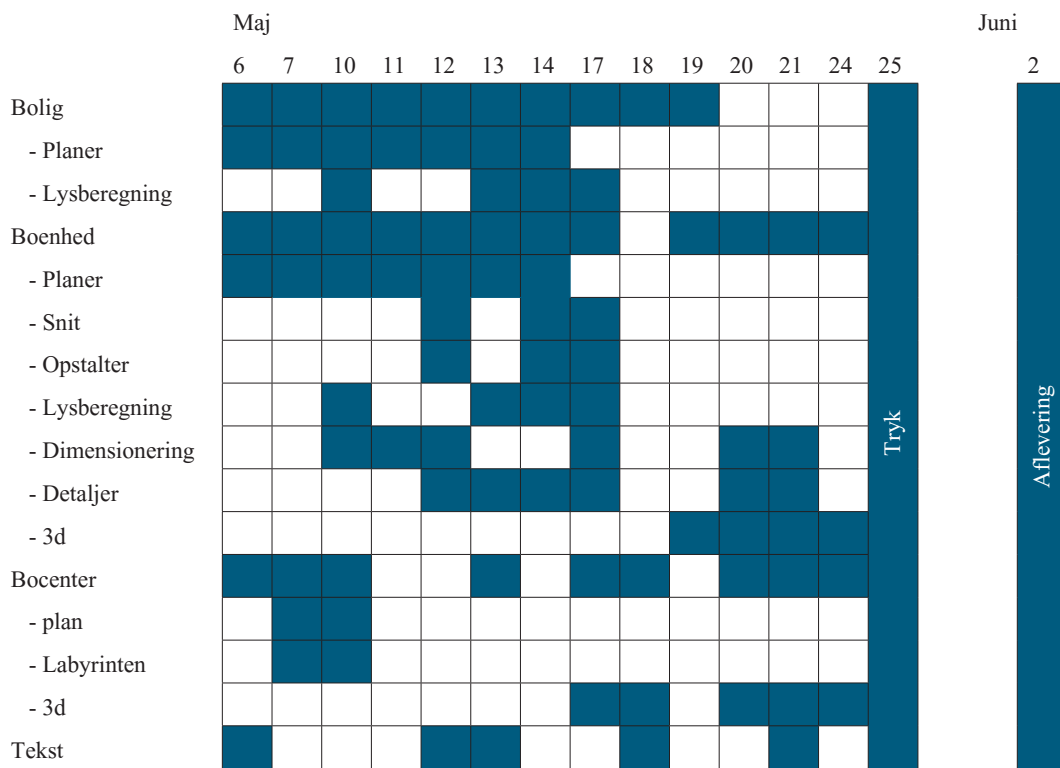 Maj Juni
6 7 10 11 12 13 14 17 18 19 20 21 24 25 2
Bolig
- Planer
- Lysberegning
Boenhed
- Planer
- Snit
- Opstalter
- Lysberegning
- Dimensionering
- Detaljer
- 3d
Bocenter
- plan
- Labyrinten
- 3d
Tekst
Tryk
Aflevering